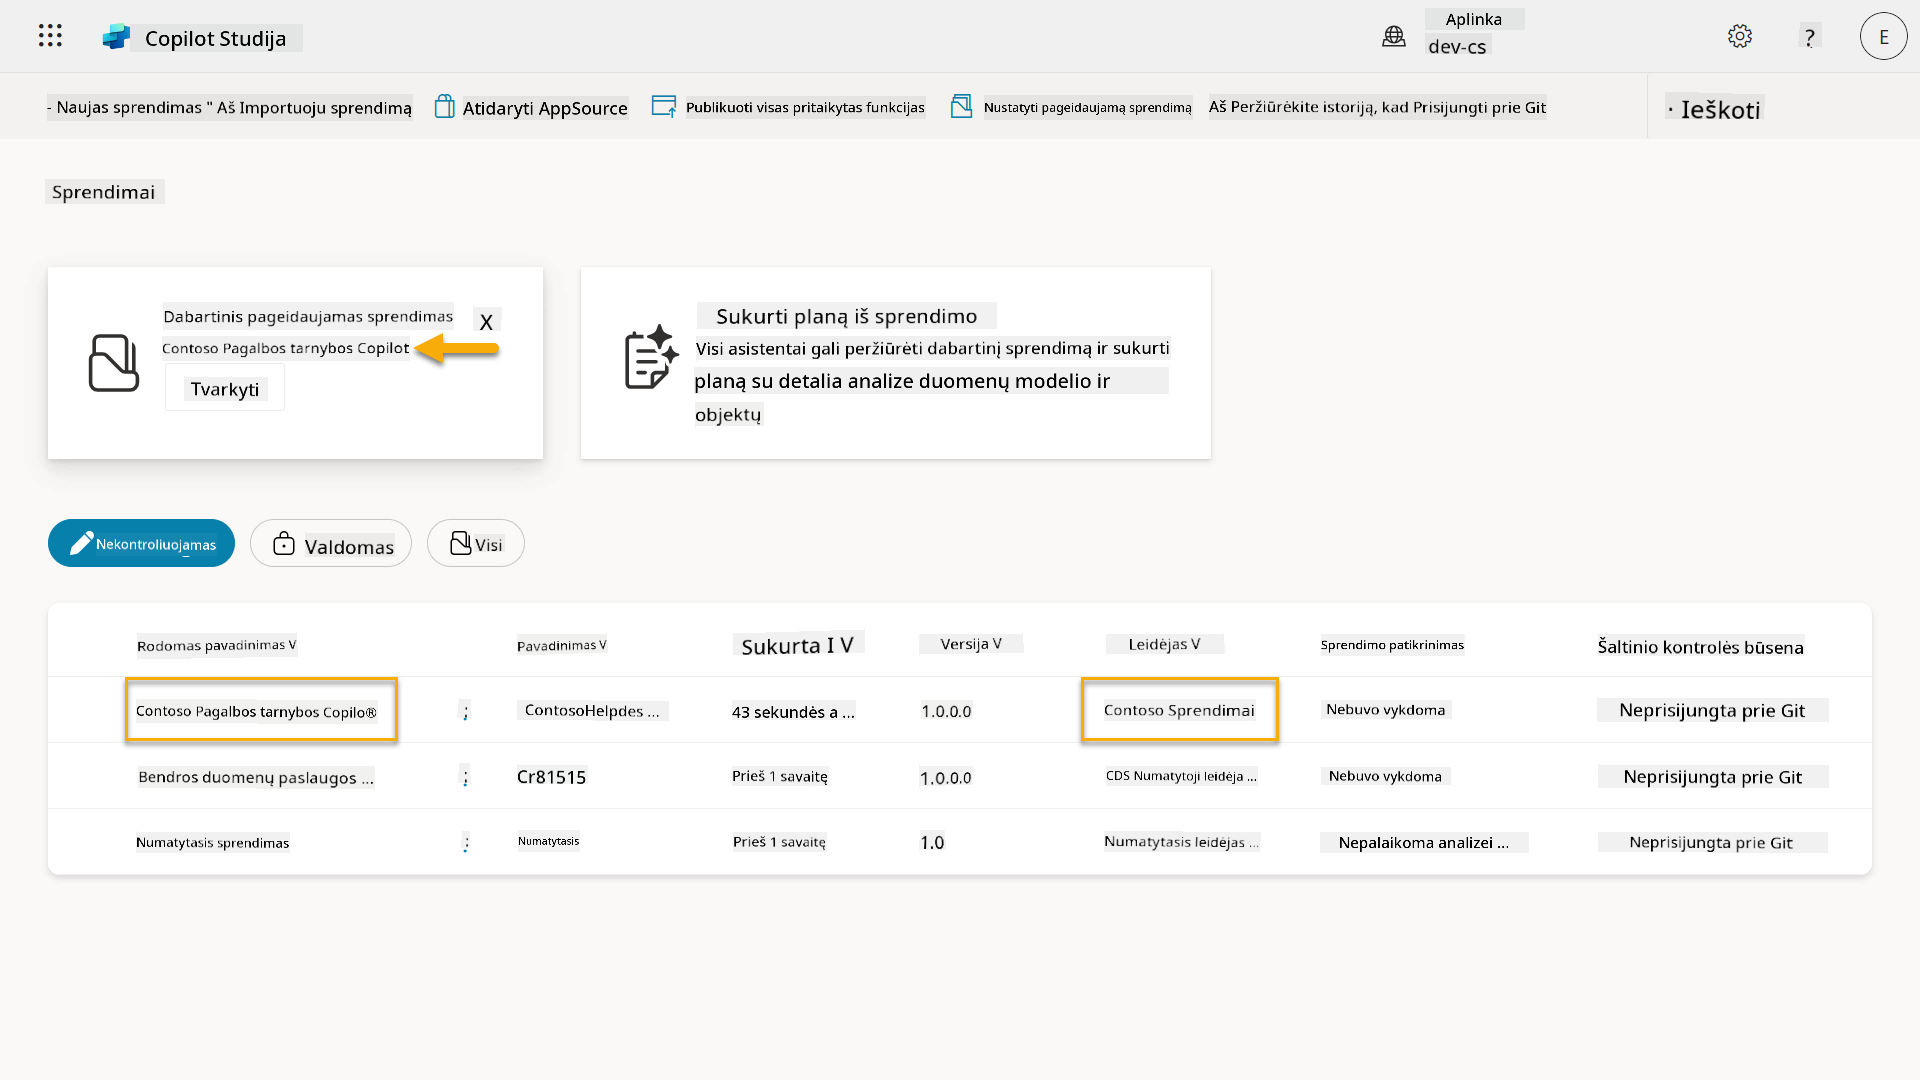 Copilot Studija
Aplinka
dev-cs
?
E
- Naujas sprendimas " Aš Importuoju sprendimą
Atidaryti AppSource
Publikuoti visas pritaikytas funkcijas
Nustatyti pageidaujamą sprendimą
Aš Peržiūrėkite istoriją, kad Prisijungti prie Git
· Ieškoti
Sprendimai
Dabartinis pageidaujamas sprendimas
X
Contoso Pagalbos tarnybos Copilot
Tvarkyti
Sukurti planą iš sprendimo
Visi asistentai gali peržiūrėti dabartinį sprendimą ir sukurti
planą su detalia analize duomenų modelio ir
objektų
Nekontroliuojamas
Valdomas
Visi
Rodomas pavadinimas V
Pavadinimas V
Sukurta I V
Versija V
Leidėjas V
Sprendimo patikrinimas
Šaltinio kontrolės būsena
Contoso Pagalbos tarnybos Copilo®
;
ContosoHelpdes ...
43 sekundės a ...
1.0.0.0
Contoso Sprendimai
Nebuvo vykdoma
Neprisijungta prie Git
Bendros duomenų paslaugos ...
;
Cr81515
Prieš 1 savaitę
1.0.0.0
CDS Numatytoji leidėja ...
Nebuvo vykdoma
Neprisijungta prie Git
Numatytasis sprendimas
:
Numatytasis
Prieš 1 savaitę
1.0
Numatytasis leidėjas ...
Nepalaikoma analizei ...
Neprisijungta prie Git